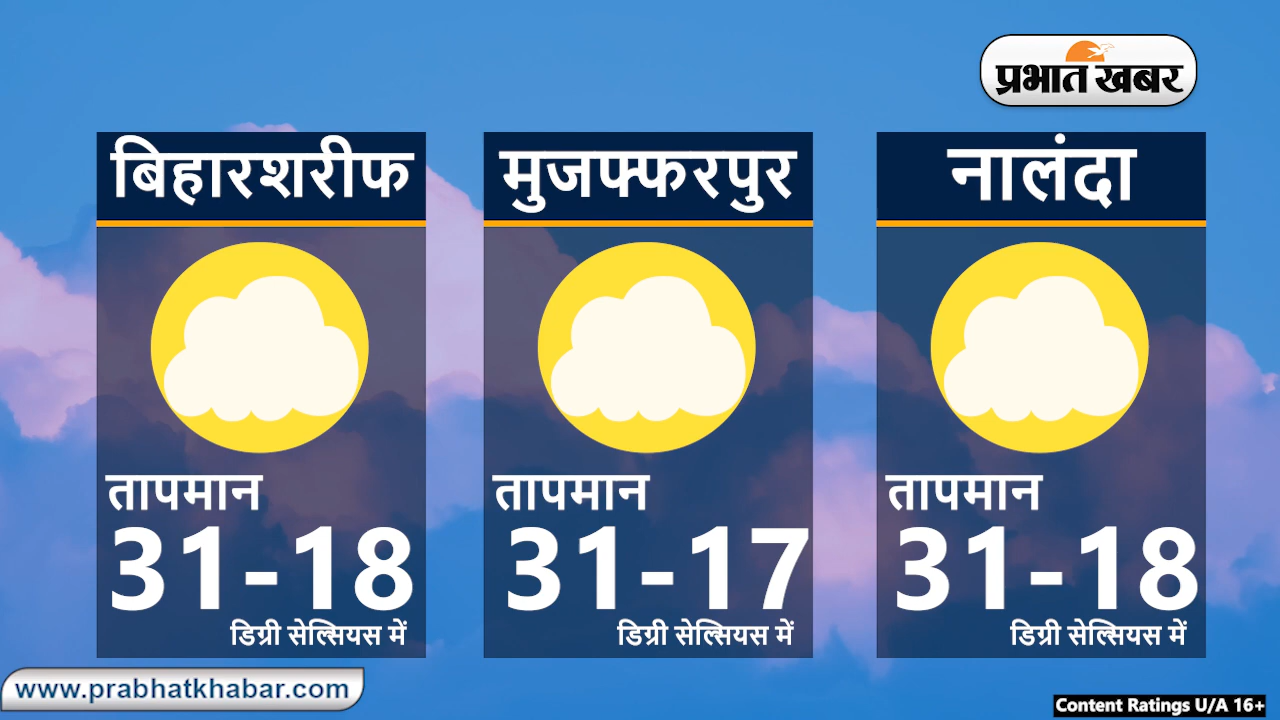 प्रभात खबर
बिहारशरीफ
तापमान
31-18
डिग्री सेल्सियस में
मुजफ्फरपुर
तापमान
31-17
डिग्री सेल्सियस में
नालंदा
तापमान
31-18
डिग्री सेल्सियस में
www.prabhatkhabar.com
Content Ratings U/A 16+